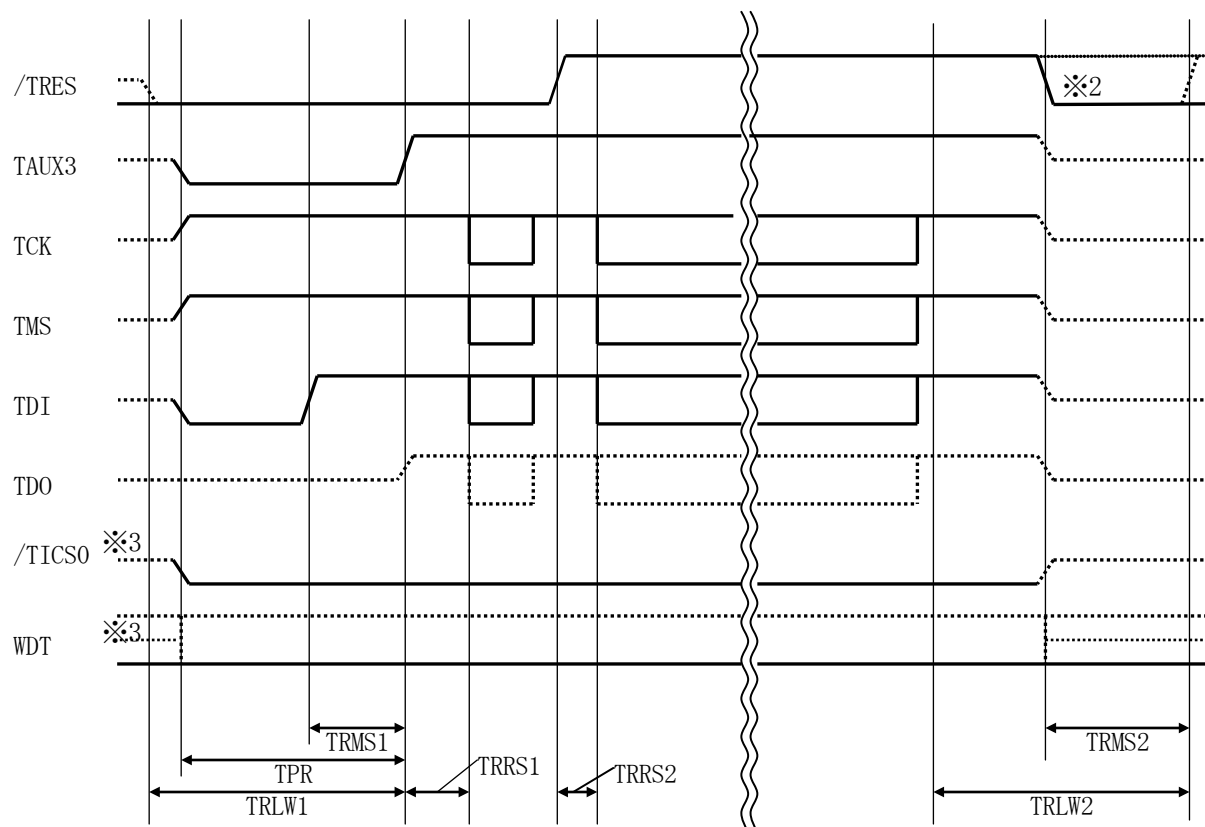 /TRES
※2
TAUX3
TCK
TMS
TDI
TDO
/TICS0 ※3
WDT ※3
TRMS1
TRMS2
TPR
TRRS1
TRRS2
TRLW1
TRLW2